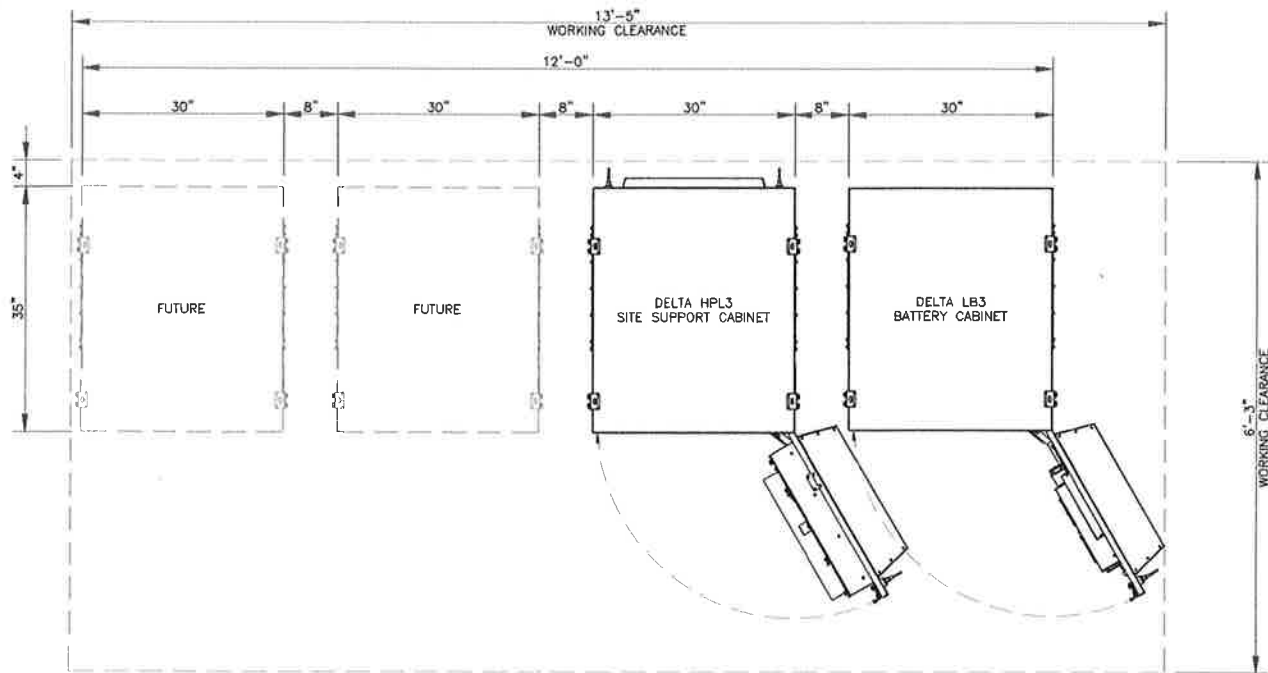 13'-5"
WORKING CLEARANCE
12'-0"
30"
8"
30"
8"
30"
8"
30"
4"
35"
FUTURE
FUTURE
DELTA HPL3
SITE SUPPORT CABINET
DELTA LB3
BATTERY CABINET
6'-3"
WORKING CLEARANCE